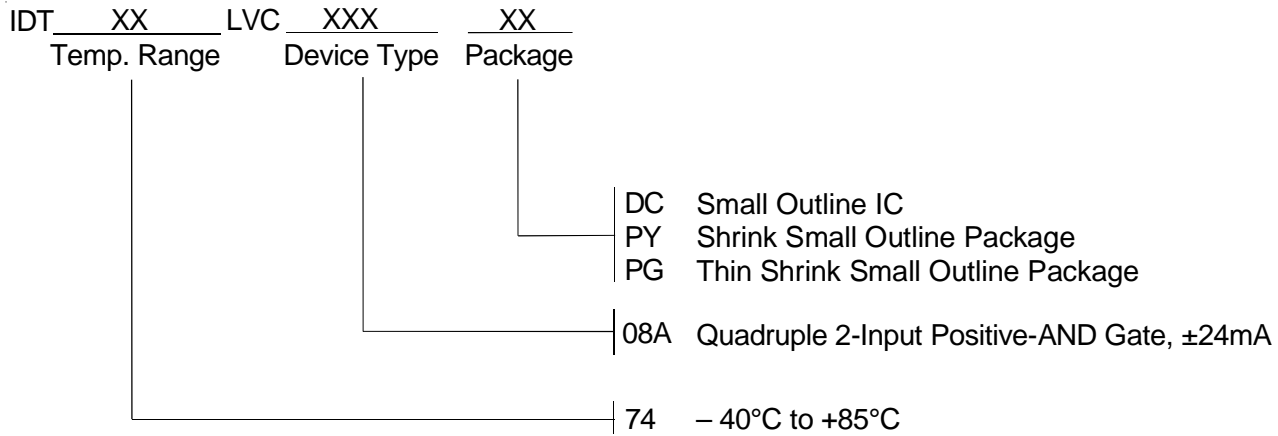 IDT XX LVC XXX XX
Temp. Range Device Type Package
DC Small Outline IC
PY Shrink Small Outline Package
PG Thin Shrink Small Outline Package
08A Quadruple 2-Input Positive-AND Gate, ±24mA
74 – 40°C to +85°C